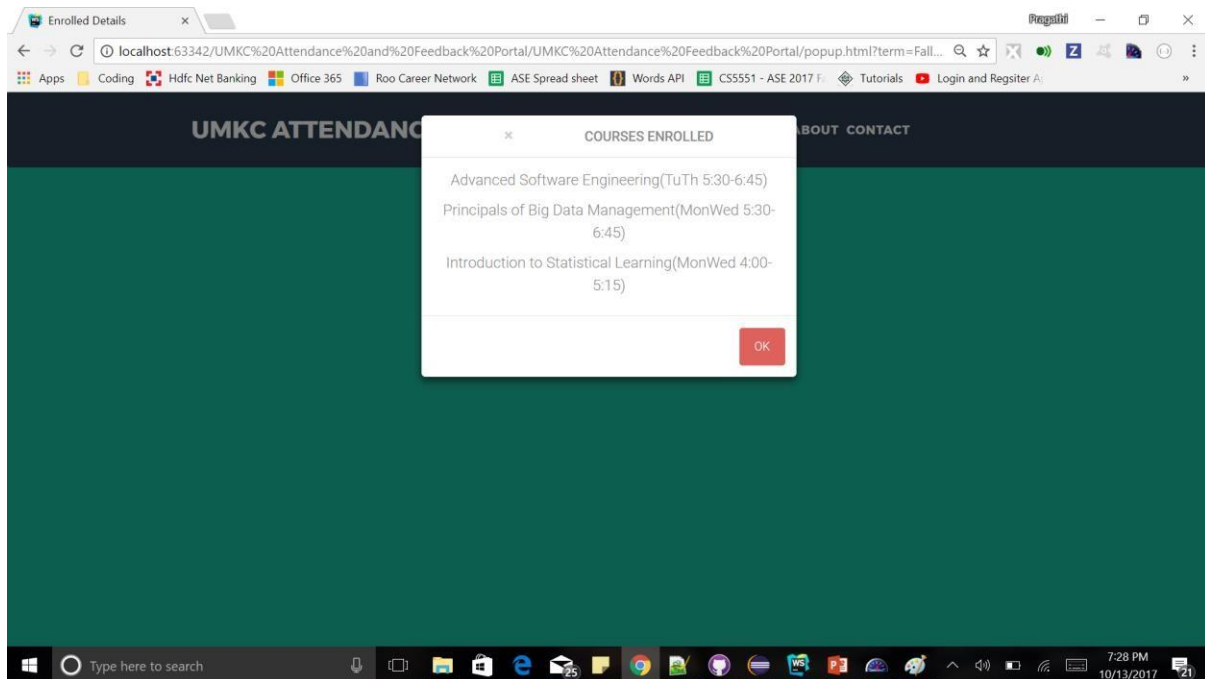 Enrolled Details
Pragathi
localhost:63342/UMKC%20Attendance%20and%20Feedback%20Portal/UMKC%20Attendance%20Feedback%20Portal/popup.html?term=Fall...
Apps Coding Hdfc Net Banking Office 365 Roo Career Network ASE Spread sheet Words API CS5551 - ASE 2017 F Tutorials Login and Regsiter A
UMKC ATTENDANC
× COURSES ENROLLED
ABOUT CONTACT
Advanced Software Engineering(TuTh 5:30-6:45)
Principals of Big Data Management(MonWed 5:30-
6:45)
Introduction to Statistical Learning(MonWed 4:00-
5:15)
OK
Type here to search
25
7:28 PM
10/13/2017
21